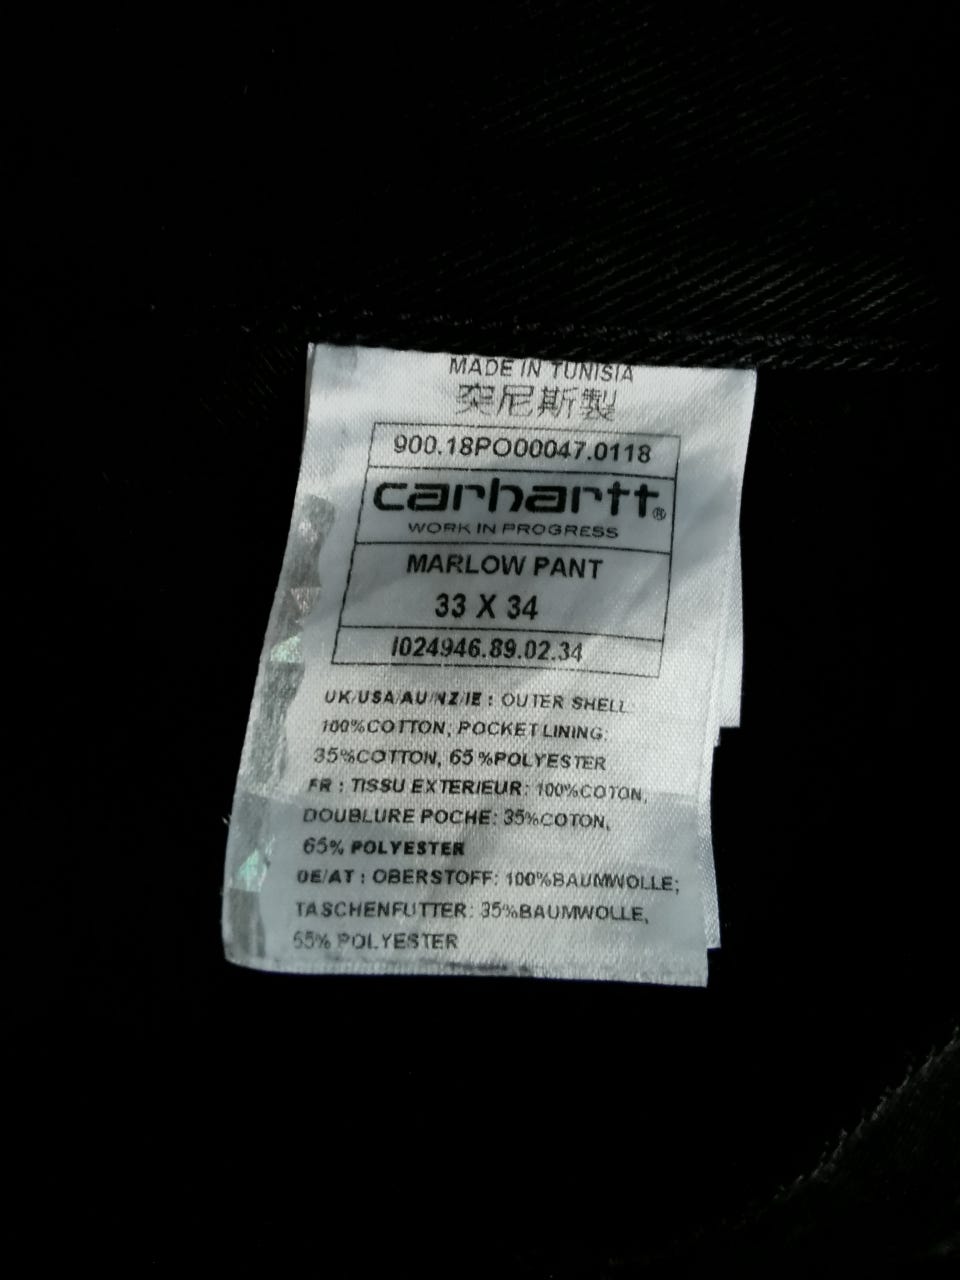 MADE IN TUNISIA
突尼斯製
900.18PO00047.0118
carhartt®
WORK IN PROGRESS
MARLOW PANT
33 X 34
I024946.89.02.34
UK/USA/AU/NZ/IE : OUTER SHELL:
100%COTTON; POCKET LINING:
35%COTTON, 65%POLYESTER
FR : TISSU EXTERIEUR: 100%COTON,
DOUBLURE POCHE: 35%COTON,
65% POLYESTER
DE/AT : OBERSTOFF: 100%BAUMWOLLE;
TASCHENFUTTER: 35%BAUMWOLLE,
65% POLYESTER